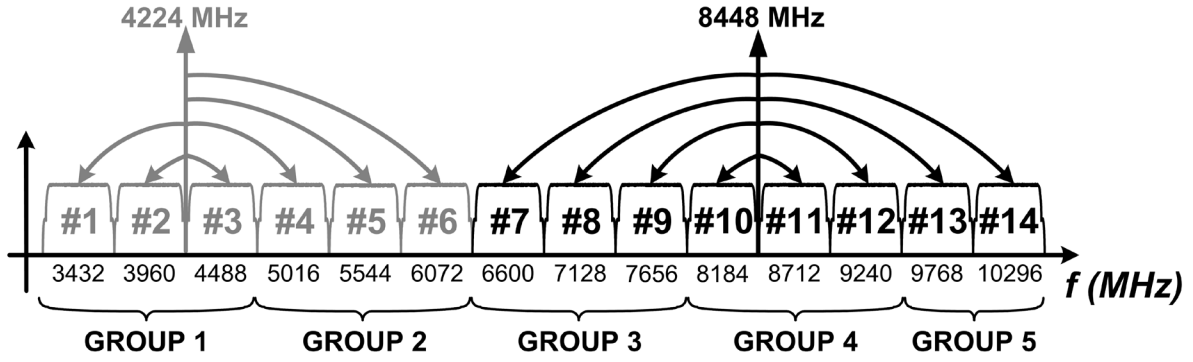 4224 MHz 8448 MHz
#1 #2 #3 #4 #5 #6 #7 #8 #9 #10 #11 #12 #13 #14
3432 3960 4488 5016 5544 6072 6600 7128 7656 8184 8712 9240 9768 10296
f (MHz)
GROUP 1 GROUP 2 GROUP 3 GROUP 4 GROUP 5